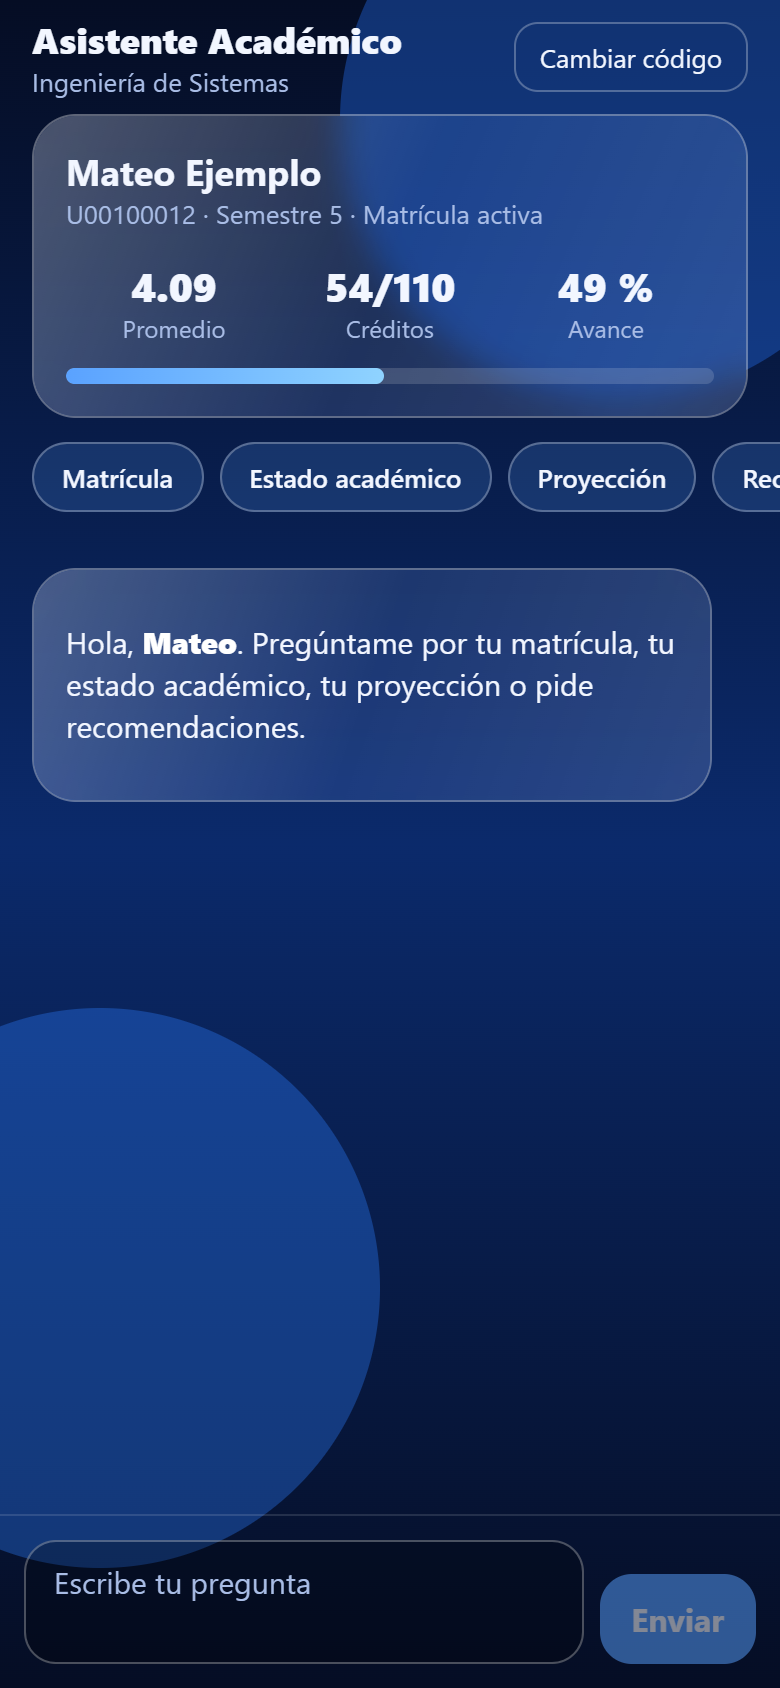 Asistente Académico
Ingeniería de Sistemas
Cambiar código
Mateo Ejemplo
U00100012 · Semestre 5 · Matrícula activa
4.09
Promedio
54/110
Créditos
49 %
Avance
Matrícula
Estado académico
Proyección
Hola, Mateo. Pregúntame por tu matrícula, tu
estado académico, tu proyección o pide
recomendaciones.
Escribe tu pregunta
Enviar